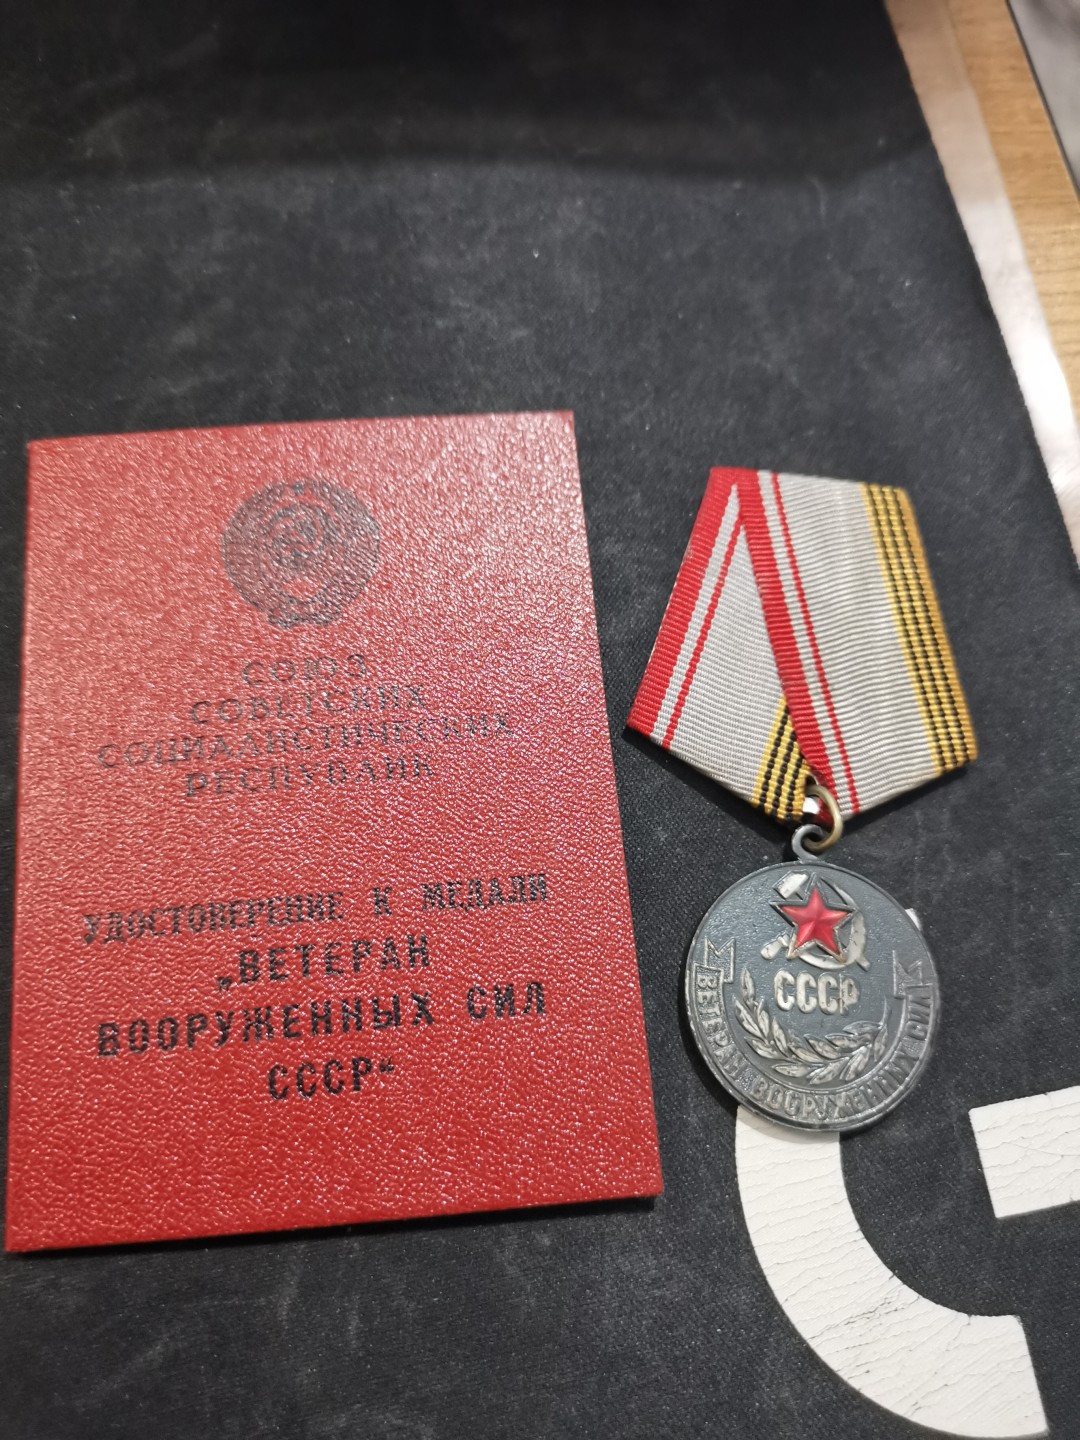 СОЮЗ
СОВЕТСКИХ
СОЦИАЛИСТИЧЕСКИХ
РЕСПУБЛИК
УДОСТОВЕРЕНИЕ К МЕДАЛИ
„ВЕТЕРАН
ВООРУЖЕННЫХ СИЛ
СССР“
СССР
ВЕТЕРАН ВООРУЖЕННЫХ СИЛ